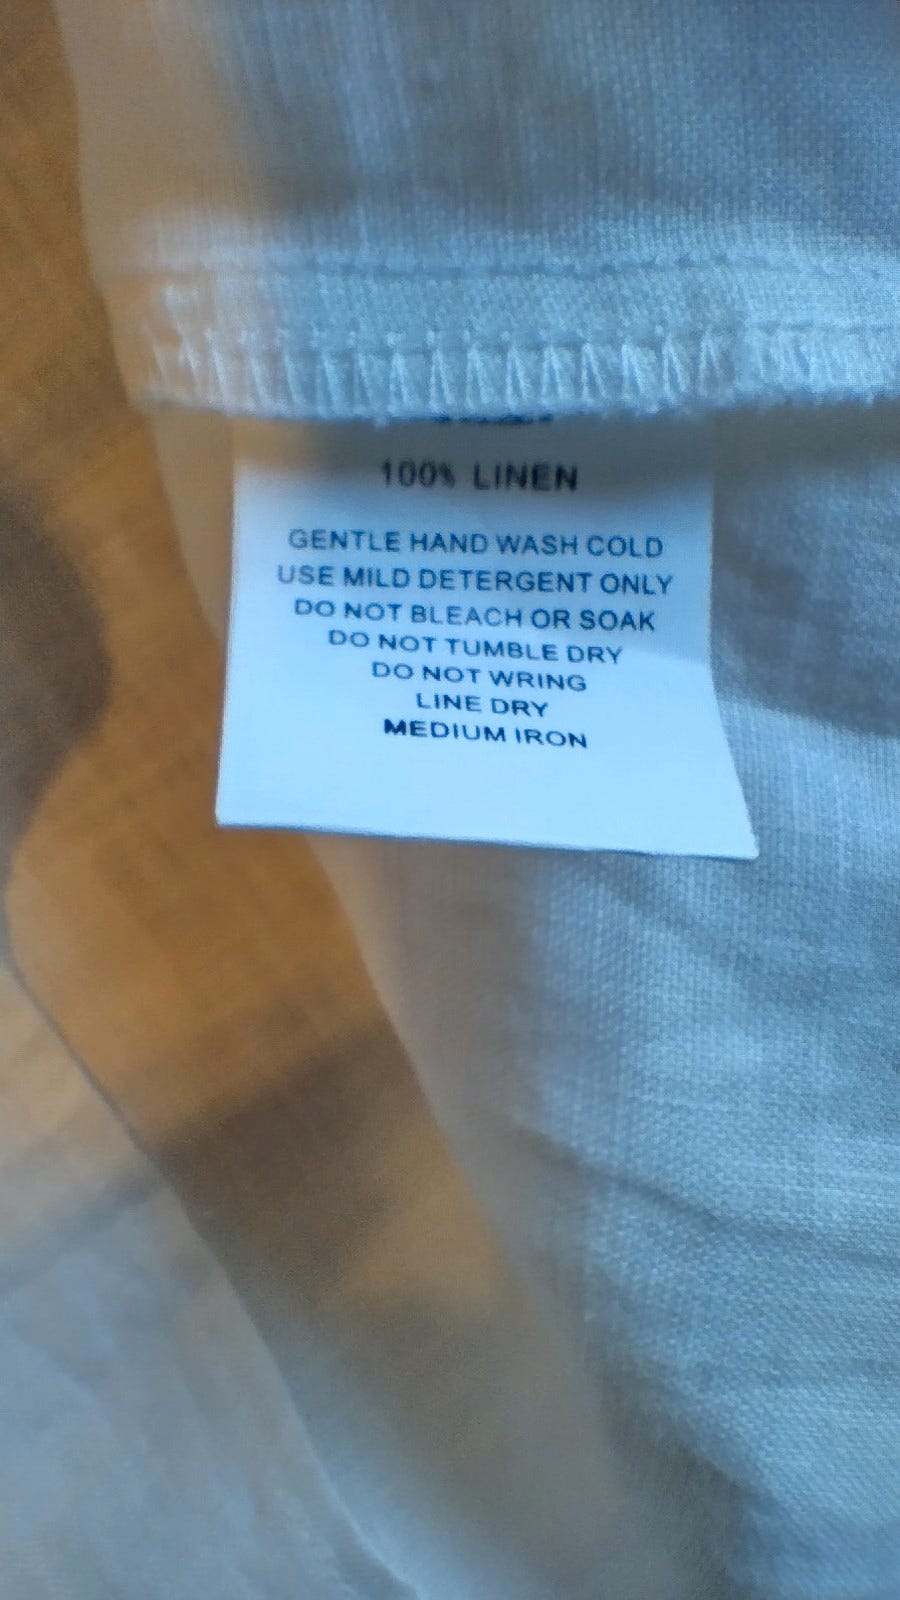 100% LINEN
GENTLE HAND WASH COLD
USE MILD DETERGENT ONLY
DO NOT BLEACH OR SOAK
DO NOT TUMBLE DRY
DO NOT WRING
LINE DRY
MEDIUM IRON